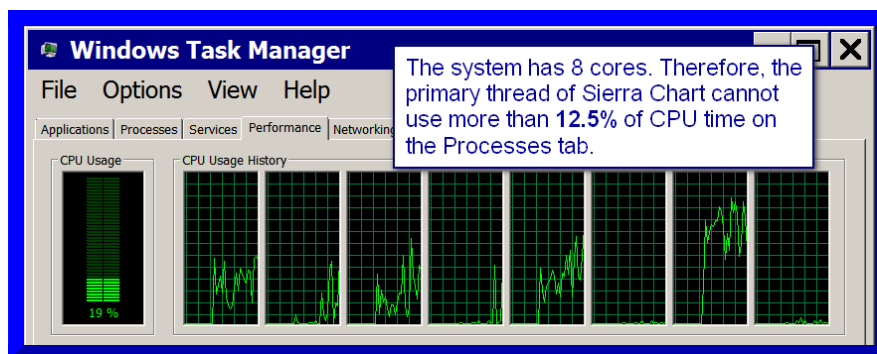 Windows Task Manager
The system has 8 cores. Therefore, the
primary thread of Sierra Chart cannot
use more than 12.5% of CPU time on
the Processes tab.
File Options View Help
Applications Processes Services Performance Networking
CPU Usage
CPU Usage History
19 %